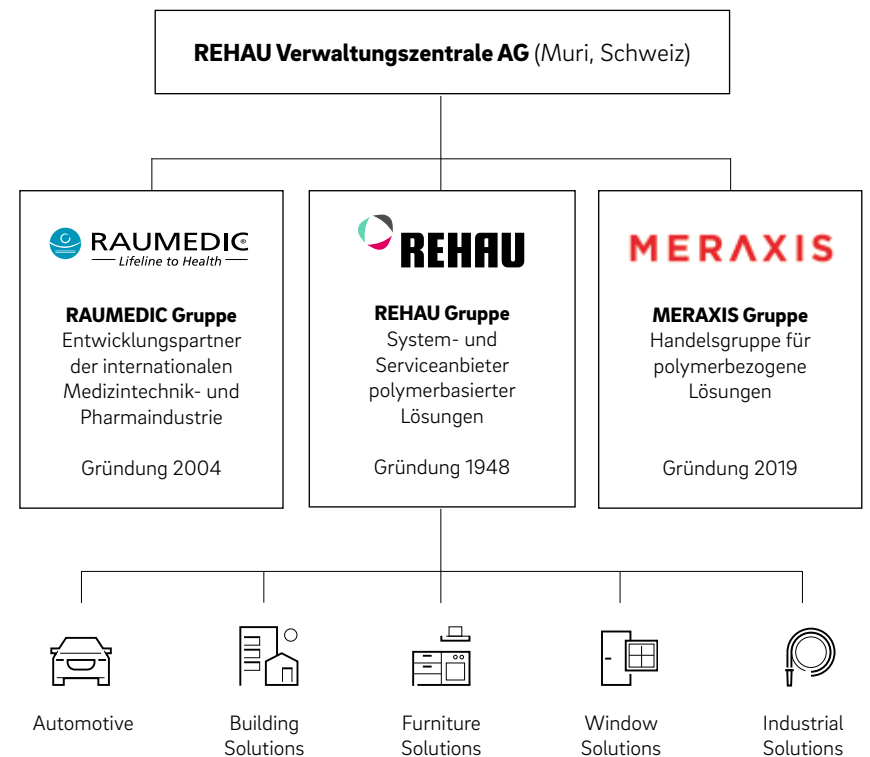 REHAU Verwaltungszentrale AG (Muri, Schweiz)
RAUMEDIC®
Lifeline to Health
RAUMEDIC Gruppe
Entwicklungspartner
der internationalen
Medizintechnik- und
Pharmaindustrie
Gründung 2004
REHAU
REHAU Gruppe
System- und
Serviceanbieter
polymerbasierter
Lösungen
Gründung 1948
MERAXIS
MERAXIS Gruppe
Handelsgruppe für
polymerbezogene
Lösungen
Gründung 2019
Automotive
Building
Solutions
Furniture
Solutions
Window
Solutions
Industrial
Solutions